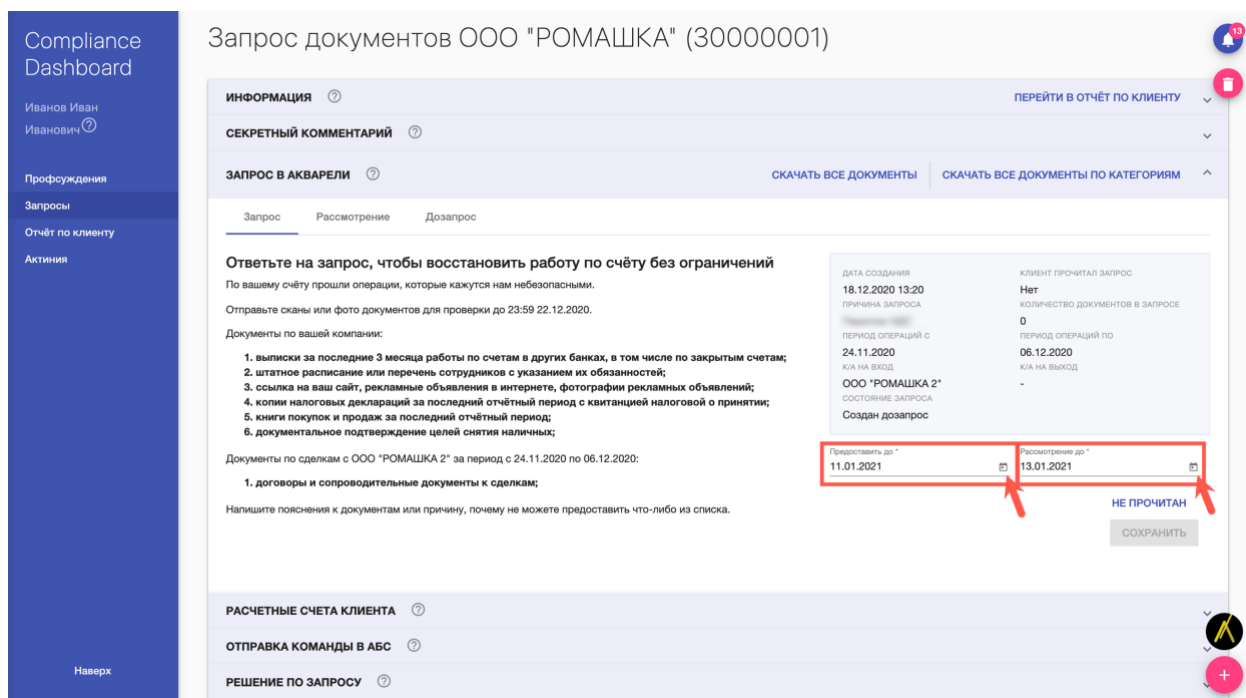 Compliance
Dashboard
Иванов Иван
Иванович
Профсуждения
Запросы
Отчёт по клиенту
Актиния
Наверх
Запрос документов ООО "РОМАШКА" (30000001)
13
ИНФОРМАЦИЯ ? ПЕРЕЙТИ В ОТЧЁТ ПО КЛИЕНТУ
СЕКРЕТНЫЙ КОММЕНТАРИЙ ?
ЗАПРОС В АКВАРЕЛИ ? СКАЧАТЬ ВСЕ ДОКУМЕНТЫ СКАЧАТЬ ВСЕ ДОКУМЕНТЫ ПО КАТЕГОРИЯМ
Запрос Рассмотрение Дозапрос
Ответьте на запрос, чтобы восстановить работу по счёту без ограничений
По вашему счёту прошли операции, которые кажутся нам небезопасными.
Отправьте сканы или фото документов для проверки до 23:59 22.12.2020.
Документы по вашей компании:
1. выписки за последние 3 месяца работы по счетам в других банках, в том числе по закрытым счетам;
2. штатное расписание или перечень сотрудников с указанием их обязанностей;
3. ссылка на ваш сайт, рекламные объявления в интернете, фотографии рекламных объявлений;
4. копии налоговых деклараций за последний отчётный период с квитанцией налоговой о принятии;
5. книги покупок и продаж за последний отчётный период;
6. документальное подтверждение целей снятия наличных;
Документы по сделкам с ООО "РОМАШКА 2" за период с 24.11.2020 по 06.12.2020:
1. договоры и сопроводительные документы к сделкам;
Напишите пояснения к документам или причину, почему не можете предоставить что-либо из списка.
ДАТА СОЗДАНИЯ КЛИЕНТ ПРОЧИТАЛ ЗАПРОС
18.12.2020 13:20 Нет
ПРИЧИНА ЗАПРОСА КОЛИЧЕСТВО ДОКУМЕНТОВ В ЗАПРОСЕ
0
ПЕРИОД ОПЕРАЦИЙ С ПЕРИОД ОПЕРАЦИЙ ПО
24.11.2020 06.12.2020
К/А НА ВХОД К/А НА ВЫХОД
ООО "РОМАШКА 2" -
СОСТОЯНИЕ ЗАПРОСА
Создан дозапрос
Предоставить до * Рассмотрение до *
11.01.2021 13.01.2021
НЕ ПРОЧИТАН
СОХРАНИТЬ
РАСЧЕТНЫЕ СЧЕТА КЛИЕНТА ?
ОТПРАВКА КОМАНДЫ В АБС ?
РЕШЕНИЕ ПО ЗАПРОСУ ?